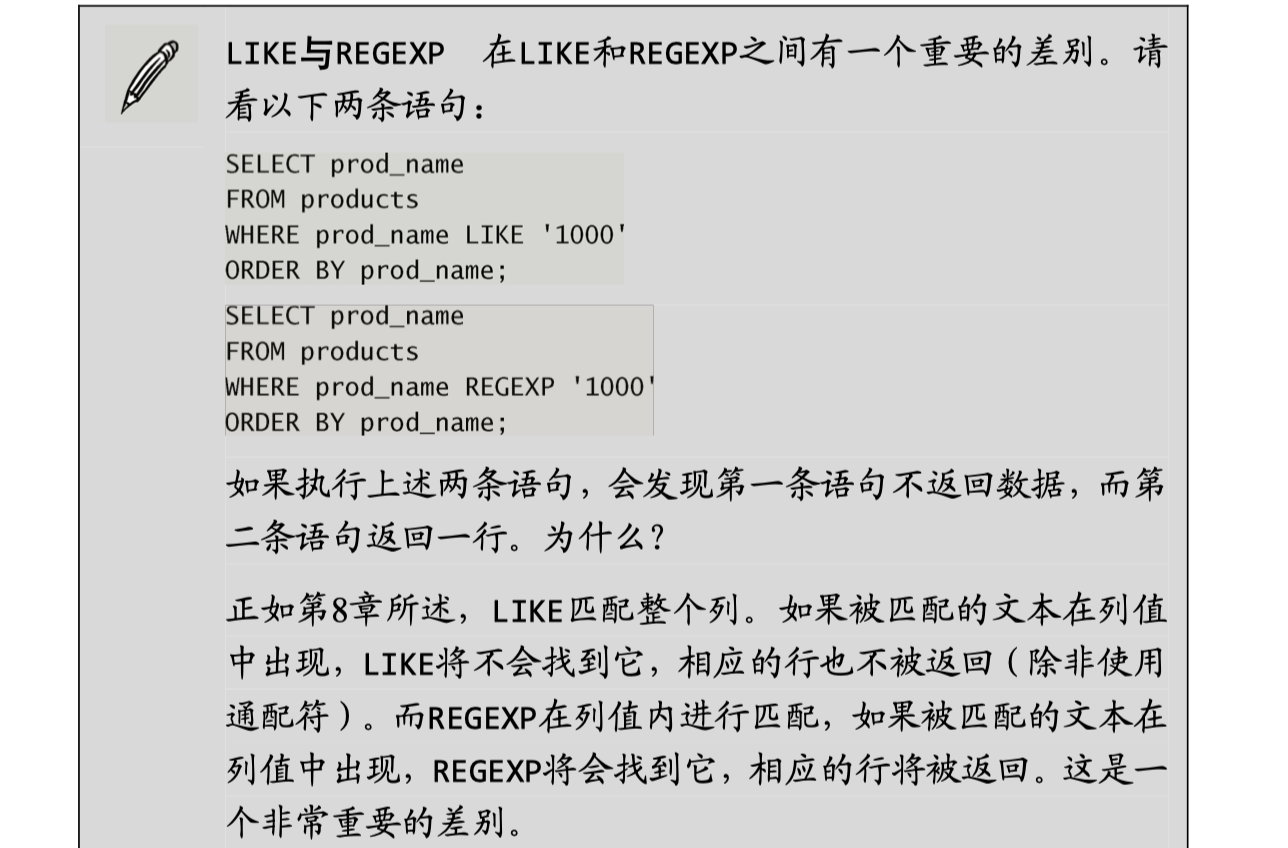 LIKE与REGEXP 在LIKE和REGEXP之间有一个重要的差别。请
看以下两条语句：
SELECT prod_name
FROM products
WHERE prod_name LIKE '1000'
ORDER BY prod_name;
SELECT prod_name
FROM products
WHERE prod_name REGEXP '1000'
ORDER BY prod_name;
如果执行上述两条语句，会发现第一条语句不返回数据，而第
二条语句返回一行。为什么？
正如第8章所述，LIKE匹配整个列。如果被匹配的文本在列值
中出现，LIKE将不会找到它，相应的行也不被返回（除非使用
通配符）。而REGEXP在列值内进行匹配，如果被匹配的文本在
列值中出现，REGEXP将会找到它，相应的行将被返回。这是一
个非常重要的差别。